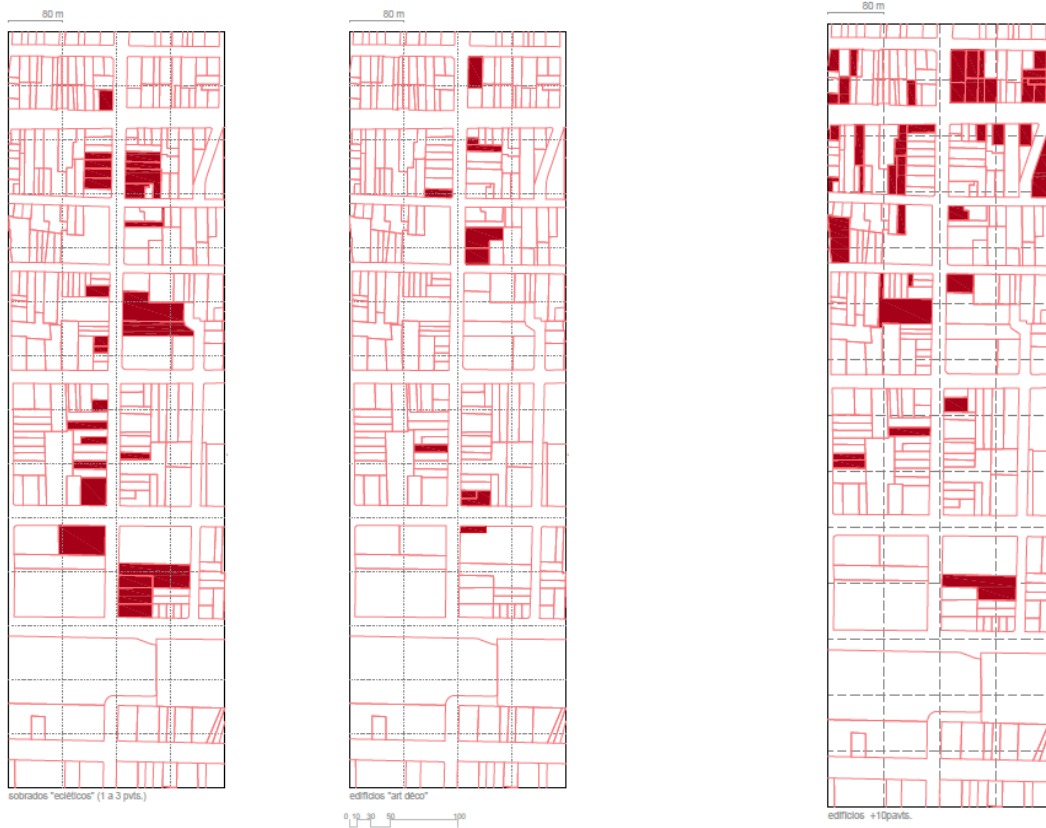 80 m
80 m
80 m
sobrados "ecléticos" (1 a 3 pvts.)
edifícios "art déco"
edifícios +10pavts.
0 10 30 50 100